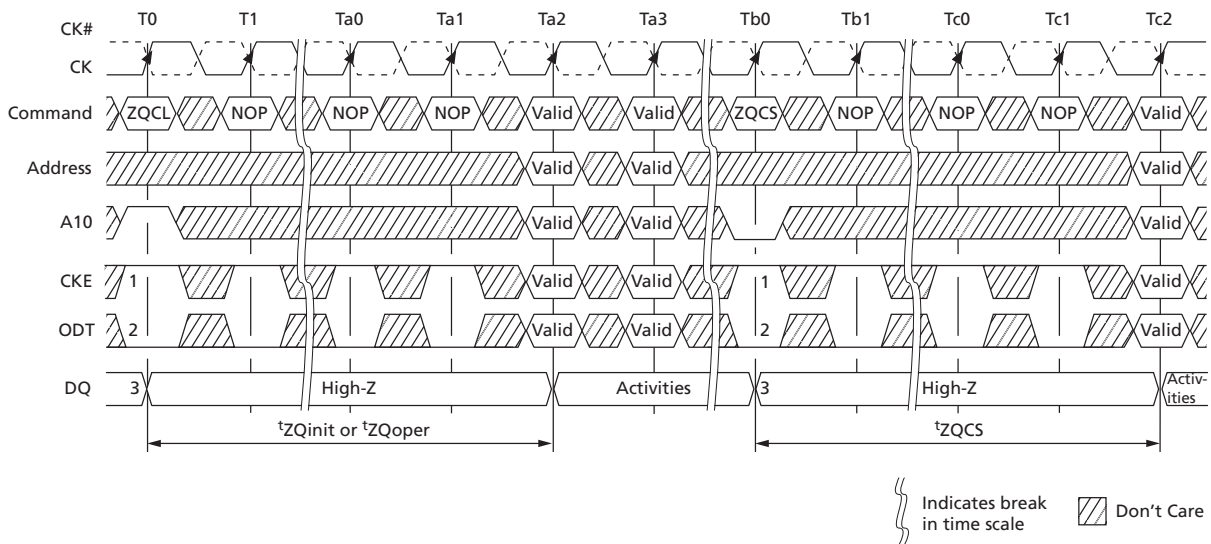 T0 T1 Ta0 Ta1 Ta2 Ta3 Tb0 Tb1 Tc0 Tc1 Tc2
CK#
CK
Command ZQCL NOP NOP NOP Valid Valid ZQCS NOP NOP NOP Valid
Address Valid Valid Valid
A10 Valid Valid Valid
CKE 1 Valid Valid 1 Valid
ODT 2 Valid Valid 2 Valid
DQ 3 High-Z Activities 3 High-Z Activ-
ities
tZQinit or tZQoper tZQCS
Indicates break
in time scale
Don't Care